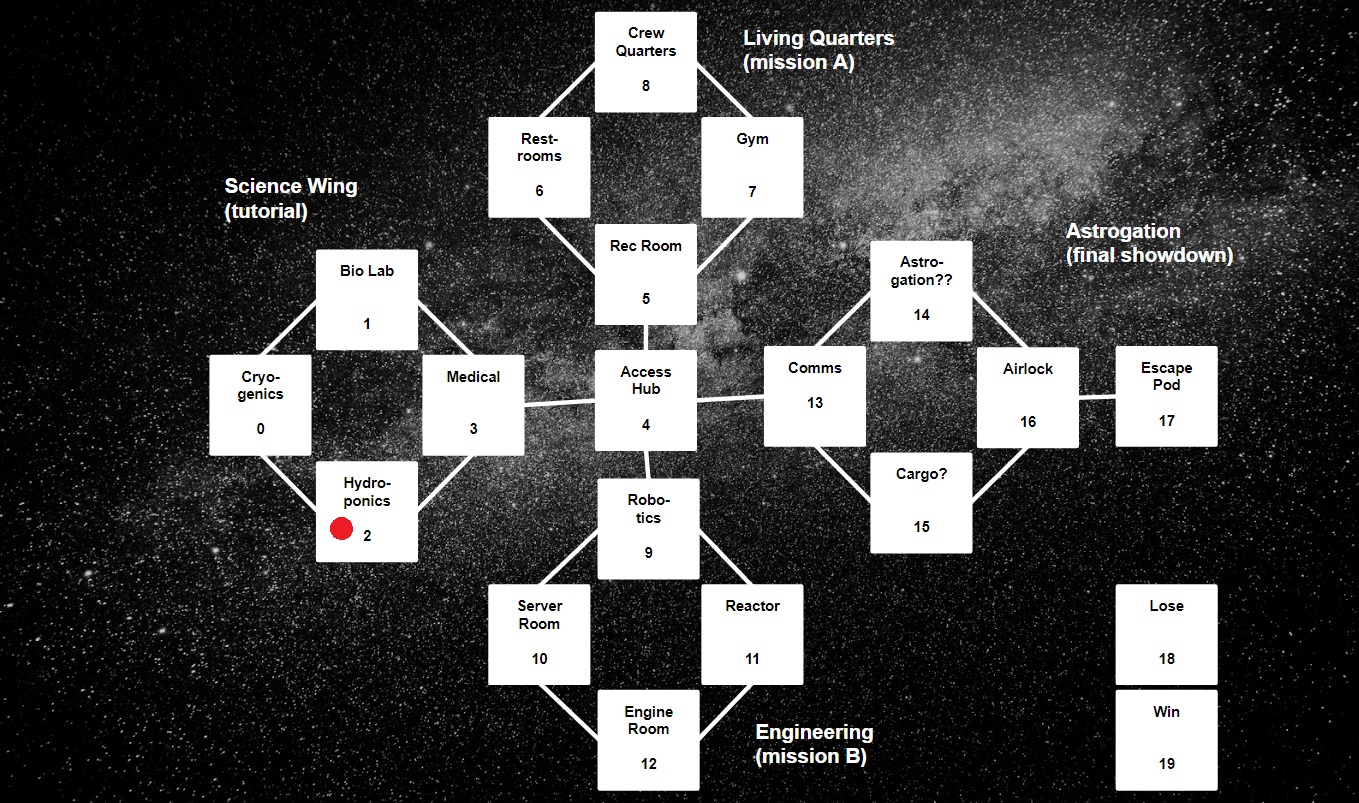 Crew
Quarters
8
Living Quarters
(mission A)
Rest-
rooms
6
Gym
7
Science Wing
(tutorial)
Rec Room
5
Astrogation
(final showdown)
Bio Lab
1
Astro-
gation??
14
Cryo-
genics
0
Medical
3
Access
Hub
4
Comms
13
Airlock
16
Escape
Pod
17
Hydro-
ponics
2
Cargo?
15
Robo-
tics
9
Server
Room
10
Reactor
11
Lose
18
Engine
Room
12
Engineering
(mission B)
Win
19